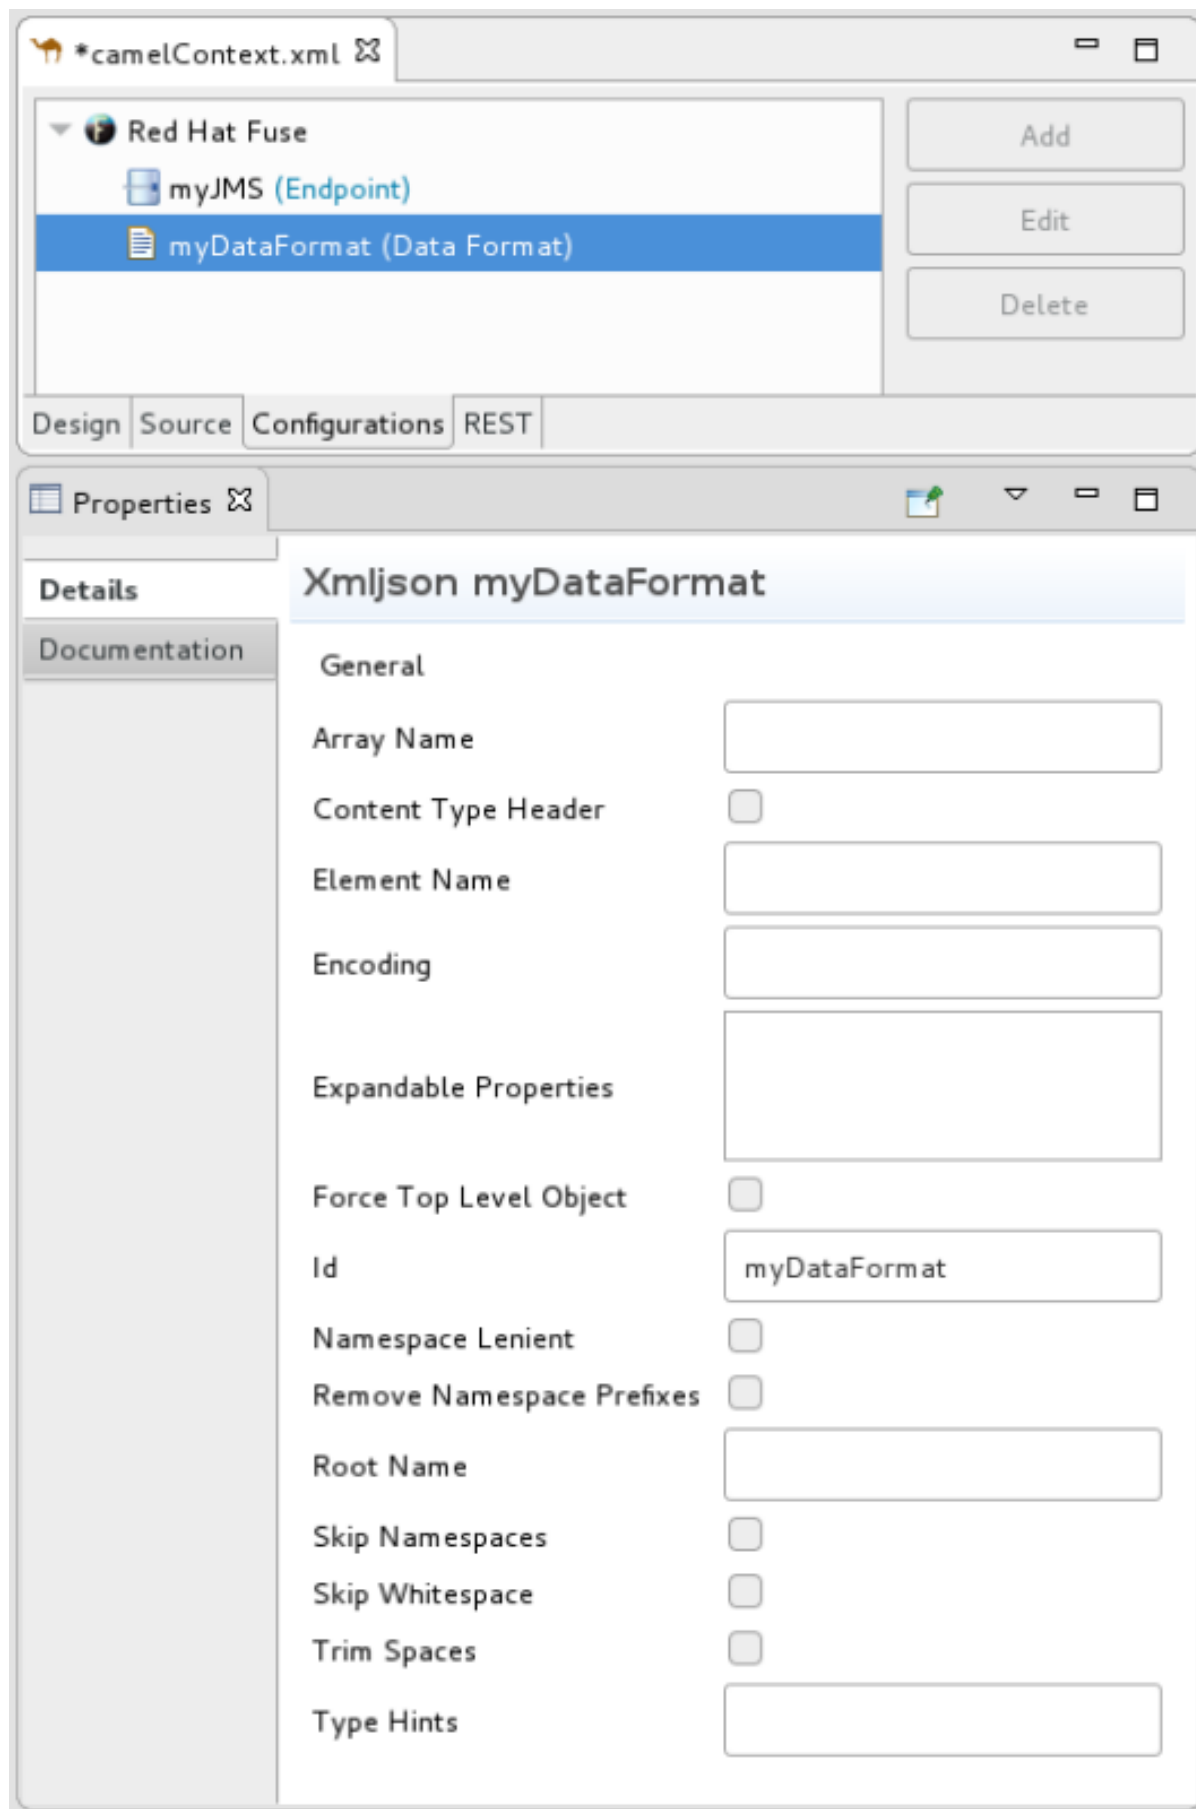 *camelContext.xml
Red Hat Fuse
Add
myJMS (Endpoint)
Edit
myDataFormat (Data Format)
Delete
Design Source Configurations REST
Properties
Details
Xmljson myDataFormat
Documentation
General
Array Name
Content Type Header
Element Name
Encoding
Expandable Properties
Force Top Level Object
Id myDataFormat
Namespace Lenient
Remove Namespace Prefixes
Root Name
Skip Namespaces
Skip Whitespace
Trim Spaces
Type Hints